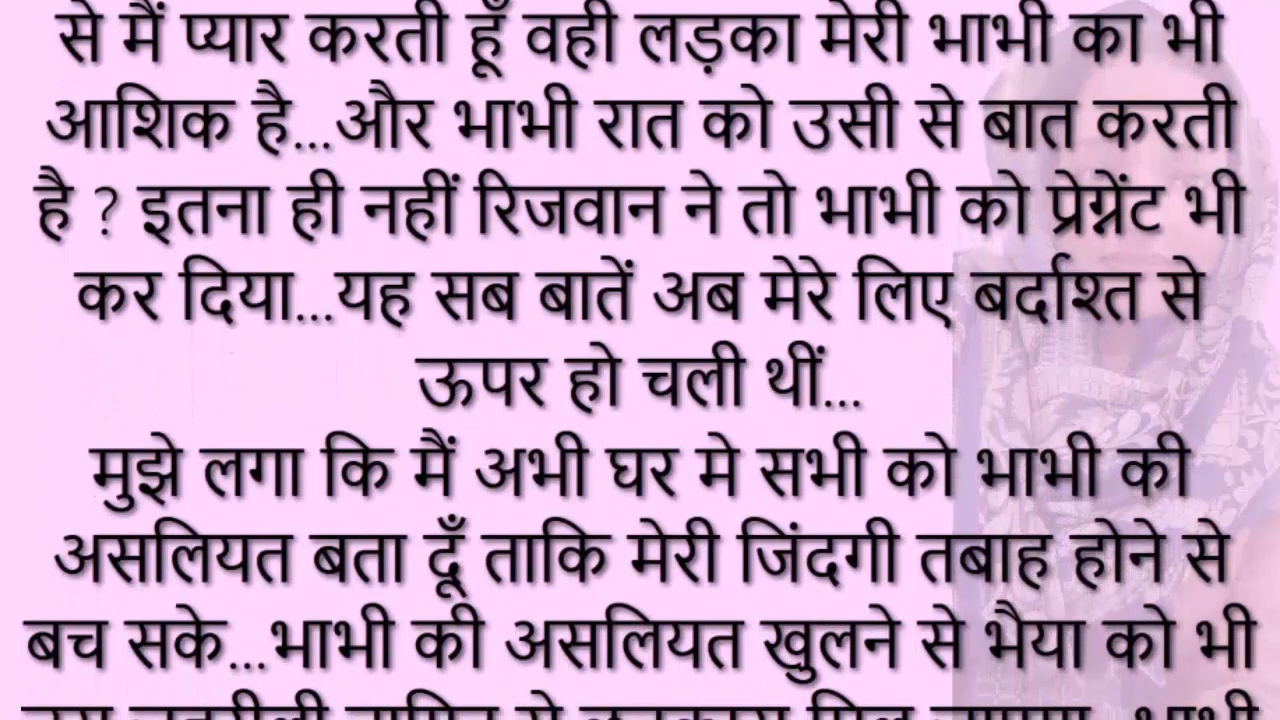 से मैं प्यार करती हूँ वही लड़का मेरी भाभी का भी
आशिक है...और भाभी रात को उसी से बात करती
है ? इतना ही नहीं रिजवान ने तो भाभी को प्रेग्नेंट भी
कर दिया...यह सब बातें अब मेरे लिए बर्दाश्त से
ऊपर हो चली थीं...
मुझे लगा कि मैं अभी घर मे सभी को भाभी की
असलियत बता दूँ ताकि मेरी जिंदगी तबाह होने से
बच सके...भाभी की असलियत खुलने से भैया को भी